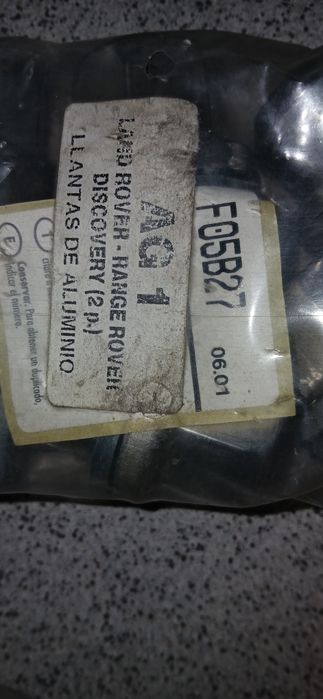 AG 1
LAND ROVER - RANGE ROVER
DISCOVERY (2 p.)
LLANTAS DE ALUMINIO
F05B27
06.01
E
Conservar. Para obtener un duplicado,
indicar el número.
T